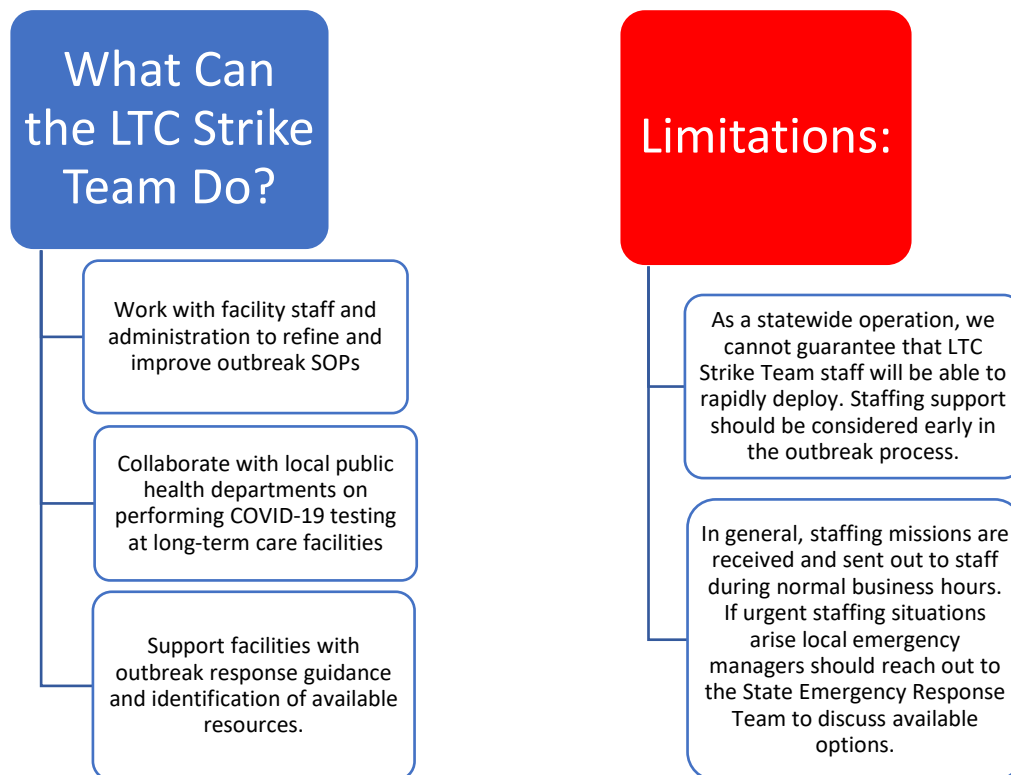 What Can
the LTC Strike
Team Do?
Work with facility staff and
administration to refine and
improve outbreak SOPs
Collaborate with local public
health departments on
performing COVID-19 testing
at long-term care facilities
Support facilities with
outbreak response guidance
and identification of available
resources.
Limitations:
As a statewide operation, we
cannot guarantee that LTC
Strike Team staff will be able to
rapidly deploy. Staffing support
should be considered early in
the outbreak process.
In general, staffing missions are
received and sent out to staff
during normal business hours.
If urgent staffing situations
arise local emergency
managers should reach out to
the State Emergency Response
Team to discuss available
options.